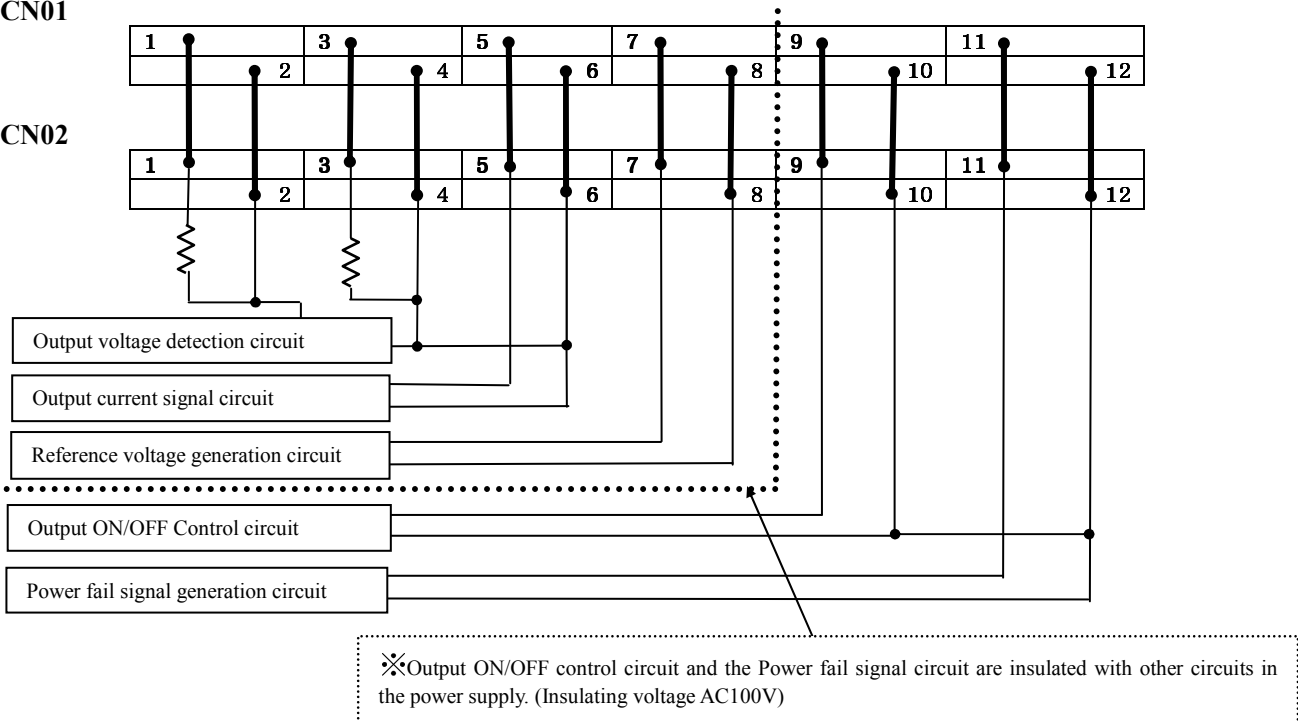 CN01
1 3 5 7 9 11
2 4 6 8 10 12
CN02
1 3 5 7 9 11
2 4 6 8 10 12
Output voltage detection circuit
Output current signal circuit
Reference voltage generation circuit
Output ON/OFF Control circuit
Power fail signal generation circuit
※Output ON/OFF control circuit and the Power fail signal circuit are insulated with other circuits in
the power supply. (Insulating voltage AC100V)